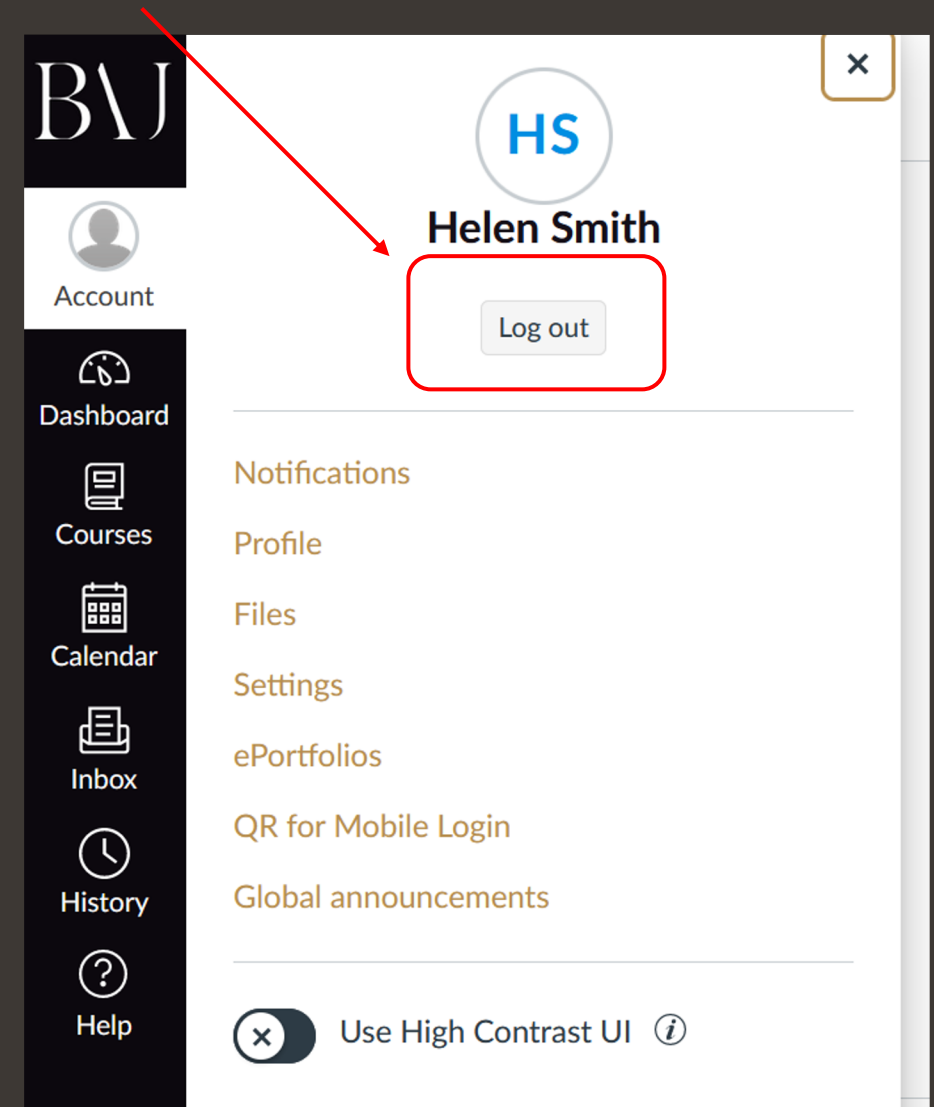 BAJ
HS
Helen Smith
Log out
Account
Dashboard
Courses
Calendar
Inbox
History
Help
Notifications
Profile
Files
Settings
ePortfolios
QR for Mobile Login
Global announcements
Use High Contrast UI